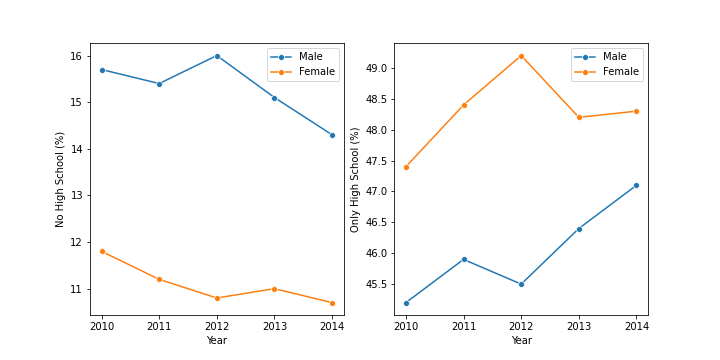 No High School (%)
16
15
14
13
12
11
Male
Female
2010 2011 2012 2013 2014
Year
Only High School (%)
49.0
48.5
48.0
47.5
47.0
46.5
46.0
45.5
Male
Female
2010 2011 2012 2013 2014
Year